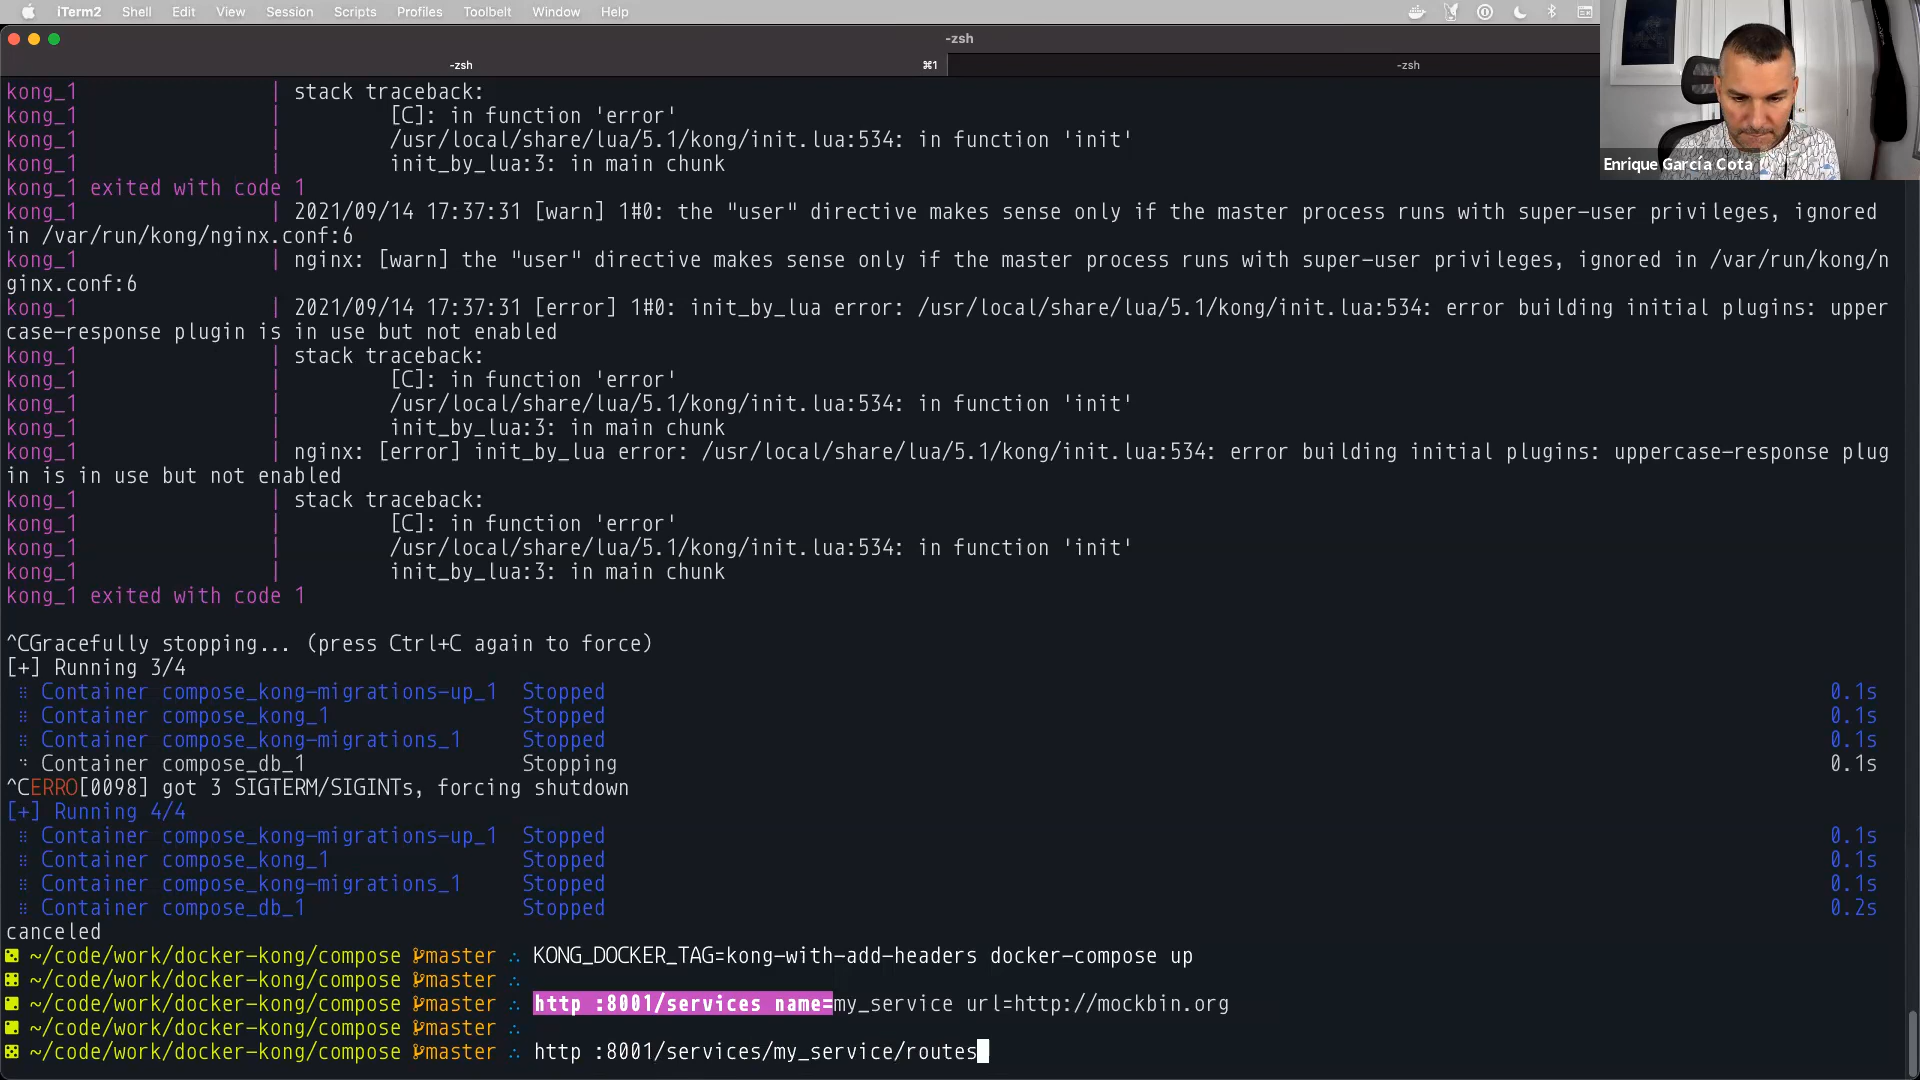 iTerm2 Shell Edit View Session Scripts Profiles Toolbelt Window Help
-zsh
-zsh ⌘1 -zsh
Enrique García Cota
kong_1 | stack traceback:
kong_1 | [C]: in function 'error'
kong_1 | /usr/local/share/lua/5.1/kong/init.lua:534: in function 'init'
kong_1 | init_by_lua:3: in main chunk
kong_1 exited with code 1
kong_1 | 2021/09/14 17:37:31 [warn] 1#0: the "user" directive makes sense only if the master process runs with super-user privileges, ignored
in /var/run/kong/nginx.conf:6
kong_1 | nginx: [warn] the "user" directive makes sense only if the master process runs with super-user privileges, ignored in /var/run/kong/n
ginx.conf:6
kong_1 | 2021/09/14 17:37:31 [error] 1#0: init_by_lua error: /usr/local/share/lua/5.1/kong/init.lua:534: error building initial plugins: upper
case-response plugin is in use but not enabled
kong_1 | stack traceback:
kong_1 | [C]: in function 'error'
kong_1 | /usr/local/share/lua/5.1/kong/init.lua:534: in function 'init'
kong_1 | init_by_lua:3: in main chunk
kong_1 | nginx: [error] init_by_lua error: /usr/local/share/lua/5.1/kong/init.lua:534: error building initial plugins: uppercase-response plug
in is in use but not enabled
kong_1 | stack traceback:
kong_1 | [C]: in function 'error'
kong_1 | /usr/local/share/lua/5.1/kong/init.lua:534: in function 'init'
kong_1 | init_by_lua:3: in main chunk
kong_1 exited with code 1
^CGracefully stopping... (press Ctrl+C again to force)
[+] Running 3/4
⠿ Container compose_kong-migrations-up_1 Stopped 0.1s
⠿ Container compose_kong_1 Stopped 0.1s
⠿ Container compose_kong-migrations_1 Stopped 0.1s
Container compose_db_1 Stopping 0.1s
^CERRO[0098] got 3 SIGTERM/SIGINTs, forcing shutdown
[+] Running 4/4
⠿ Container compose_kong-migrations-up_1 Stopped 0.1s
⠿ Container compose_kong_1 Stopped 0.1s
⠿ Container compose_kong-migrations_1 Stopped 0.1s
⠿ Container compose_db_1 Stopped 0.2s
canceled
~/code/work/docker-kong/compose master ∴ KONG_DOCKER_TAG=kong-with-add-headers docker-compose up
~/code/work/docker-kong/compose master ∴
~/code/work/docker-kong/compose master ∴ http :8001/services name=my_service url=http://mockbin.org
~/code/work/docker-kong/compose master ∴
~/code/work/docker-kong/compose master ∴ http :8001/services/my_service/routes